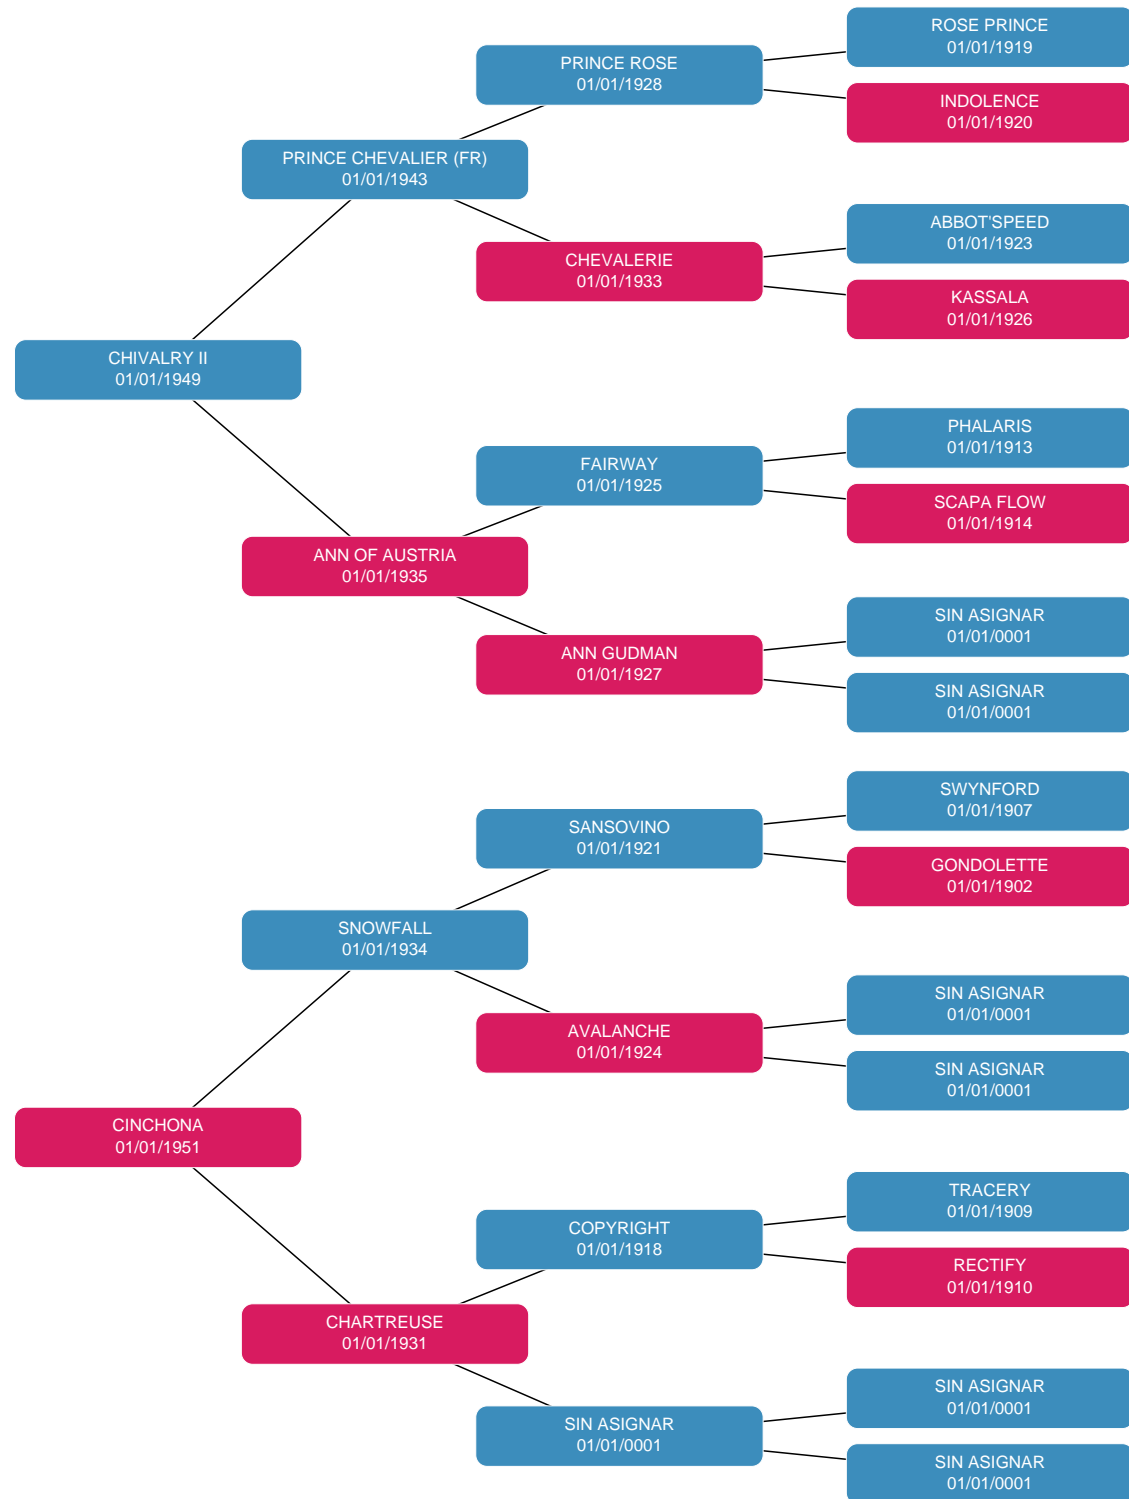 ROSE PRINCE
01/01/1919
PRINCE ROSE
01/01/1928
INDOLENCE
01/01/1920
PRINCE CHEVALIER (FR)
01/01/1943
ABBOT'SPEED
01/01/1923
CHEVALERIE
01/01/1933
KASSALA
01/01/1926
CHIVALRY II
01/01/1949
PHALARIS
01/01/1913
FAIRWAY
01/01/1925
SCAPA FLOW
01/01/1914
ANN OF AUSTRIA
01/01/1935
SIN ASIGNAR
01/01/0001
ANN GUDMAN
01/01/1927
SIN ASIGNAR
01/01/0001
SWYNFORD
01/01/1907
SANSOVINO
01/01/1921
GONDOLETTE
01/01/1902
SNOWFALL
01/01/1934
SIN ASIGNAR
01/01/0001
AVALANCHE
01/01/1924
SIN ASIGNAR
01/01/0001
CINCHONA
01/01/1951
TRACERY
01/01/1909
COPYRIGHT
01/01/1918
RECTIFY
01/01/1910
CHARTREUSE
01/01/1931
SIN ASIGNAR
01/01/0001
SIN ASIGNAR
01/01/0001
SIN ASIGNAR
01/01/0001